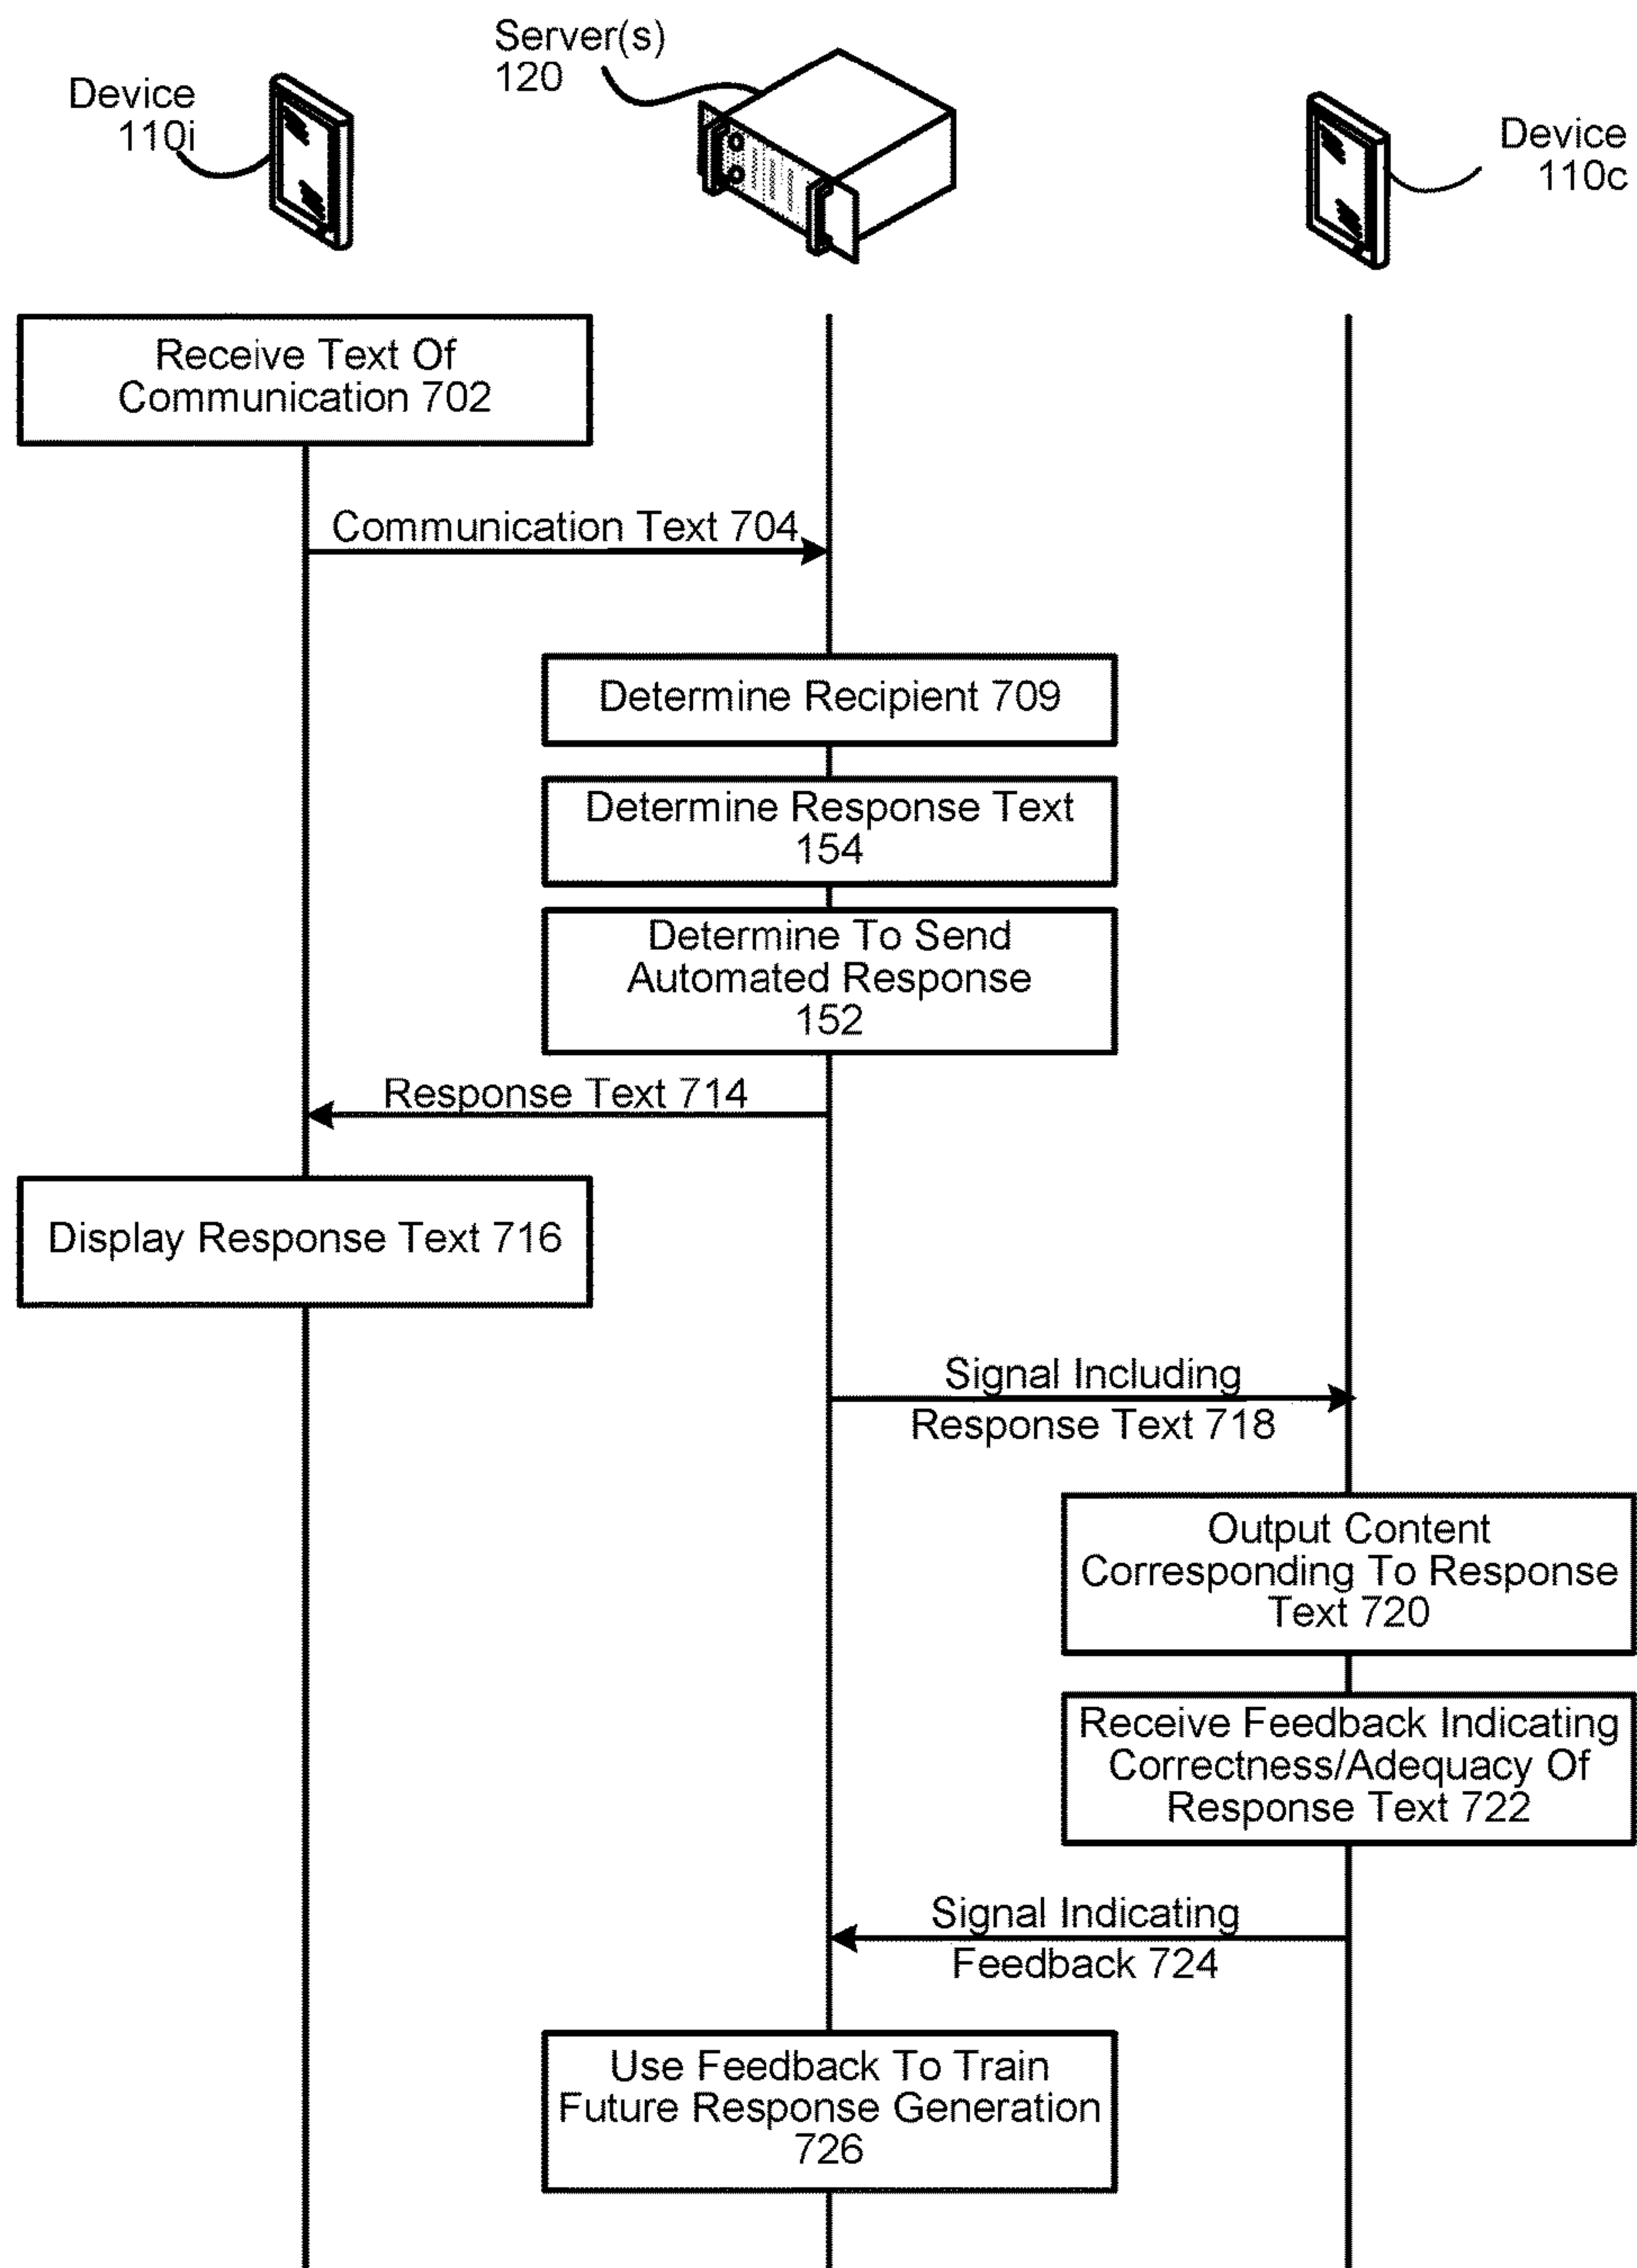 Server(s)
120
Device
110i
Device
110c
Receive Text Of
Communication 702
Communication Text 704
Determine Recipient 709
Determine Response Text
154
Determine To Send
Automated Response
152
Response Text 714
Display Response Text 716
Signal Including
Response Text 718
Output Content
Corresponding To Response
Text 720
Receive Feedback Indicating
Correctness/Adequacy Of
Response Text 722
Signal Indicating
Feedback 724
Use Feedback To Train
Future Response Generation
726